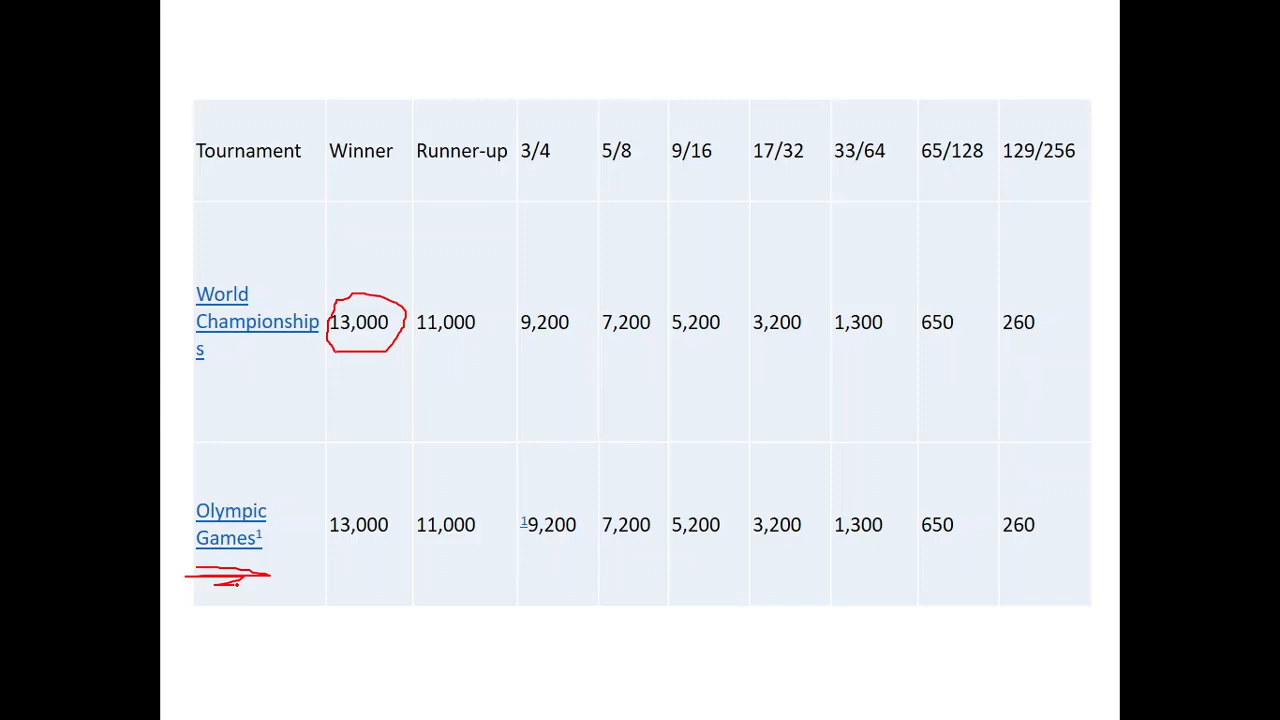 Tournament Winner Runner-up 3/4 5/8 9/16 17/32 33/64 65/128 129/256
World
Championship
s
13,000 11,000 9,200 7,200 5,200 3,200 1,300 650 260
Olympic
Games¹
13,000 11,000 ¹9,200 7,200 5,200 3,200 1,300 650 260